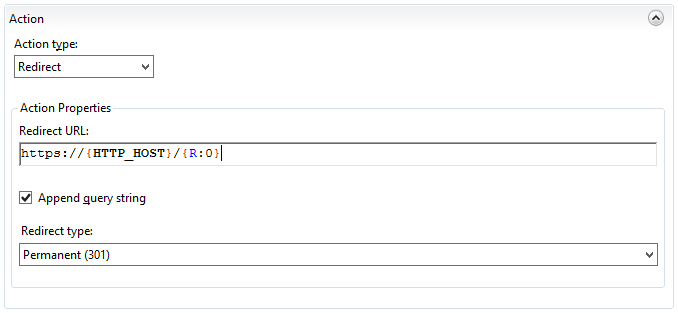 Action
Action type:
Redirect
Action Properties
Redirect URL:
https://{HTTP_HOST}/{R:0}
Append query string
Redirect type:
Permanent (301)